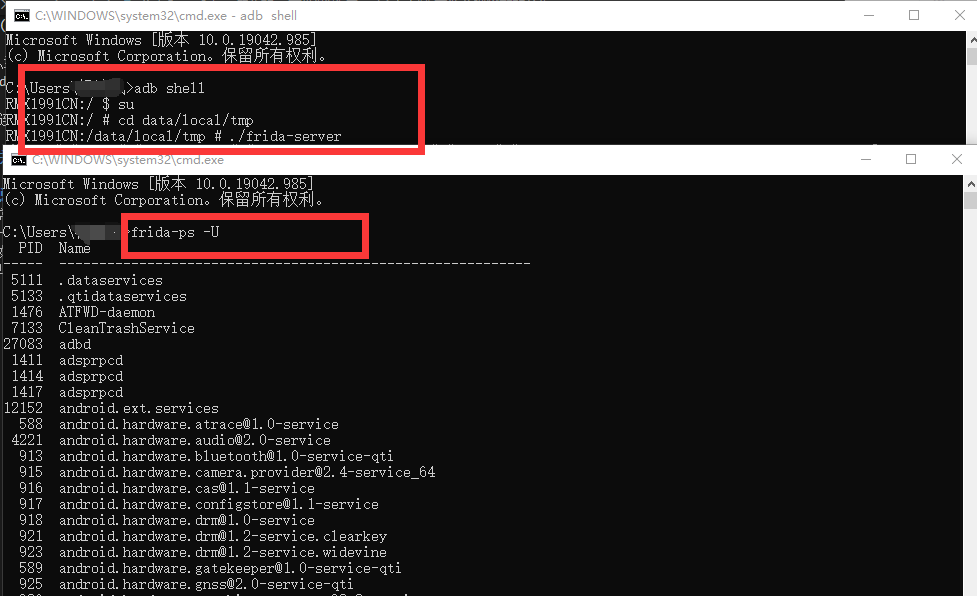 C:\WINDOWS\system32\cmd.exe - adb shell
Microsoft Windows [版本 10.0.19042.985]
(c) Microsoft Corporation。保留所有权利。
C:\Users\ >adb shell
RMX1991CN:/ $ su
RMX1991CN:/ # cd data/local/tmp
RMX1991CN:/data/local/tmp # ./frida-server
C:\WINDOWS\system32\cmd.exe
Microsoft Windows [版本 10.0.19042.985]
(c) Microsoft Corporation。保留所有权利。
C:\Users\ >frida-ps -U
PID Name
----- -----------------------------------------------------------
5111 .dataservices
5133 .qtidataservices
1476 ATFWD-daemon
7133 CleanTrashService
27083 adbd
1411 adsprpcd
1414 adsprpcd
1417 adsprpcd
12152 android.ext.services
588 android.hardware.atrace@1.0-service
4221 android.hardware.audio@2.0-service
913 android.hardware.bluetooth@1.0-service-qti
915 android.hardware.camera.provider@2.4-service_64
916 android.hardware.cas@1.1-service
917 android.hardware.configstore@1.1-service
918 android.hardware.drm@1.0-service
921 android.hardware.drm@1.2-service.clearkey
923 android.hardware.drm@1.2-service.widevine
589 android.hardware.gatekeeper@1.0-service-qti
925 android.hardware.gnss@2.0-service-qti